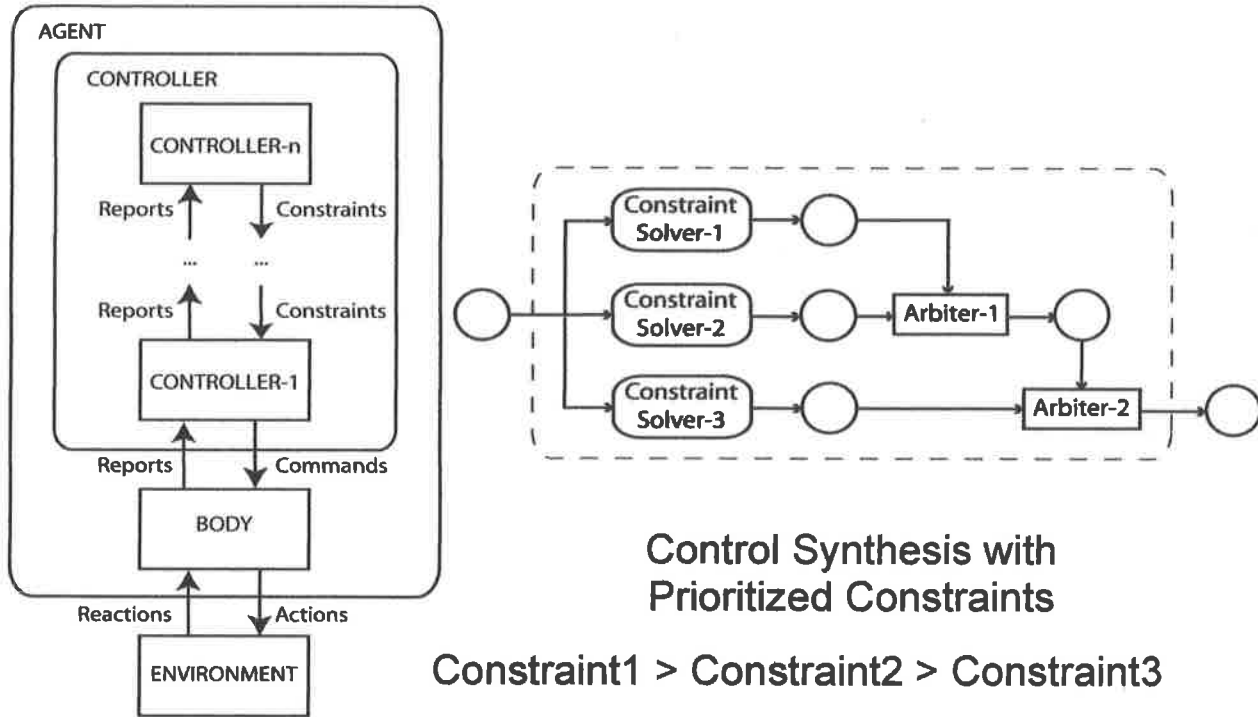 AGENT
CONTROLLER
CONTROLLER-n
Reports
Constraints
...
...
Reports
Constraints
CONTROLLER-1
Reports
Commands
BODY
Reactions
Actions
ENVIRONMENT
Constraint
Solver-1
Constraint
Solver-2
Arbiter-1
Constraint
Solver-3
Arbiter-2
Control Synthesis with
Prioritized Constraints
Constraint1 > Constraint2 > Constraint3